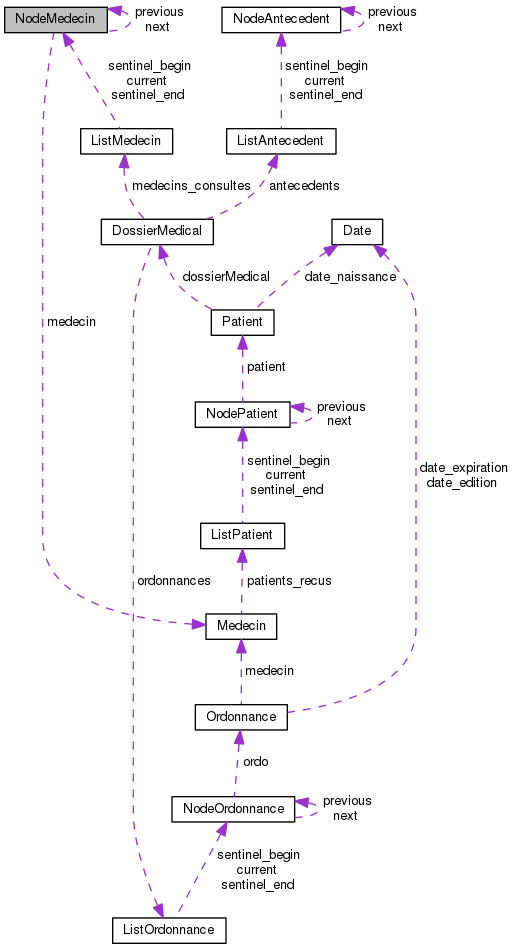 NodeMedecin
previous
next
NodeAntecedent
previous
next
sentinel_begin
current
sentinel_end
sentinel_begin
current
sentinel_end
ListMedecin
ListAntecedent
medecins_consultes
antecedents
DossierMedical
Date
dossierMedical
date_naissance
medecin
Patient
patient
NodePatient
previous
next
sentinel_begin
current
sentinel_end
date_expiration
date_edition
ListPatient
ordonnances
patients_recus
Medecin
medecin
Ordonnance
ordo
NodeOrdonnance
previous
next
sentinel_begin
current
sentinel_end
ListOrdonnance